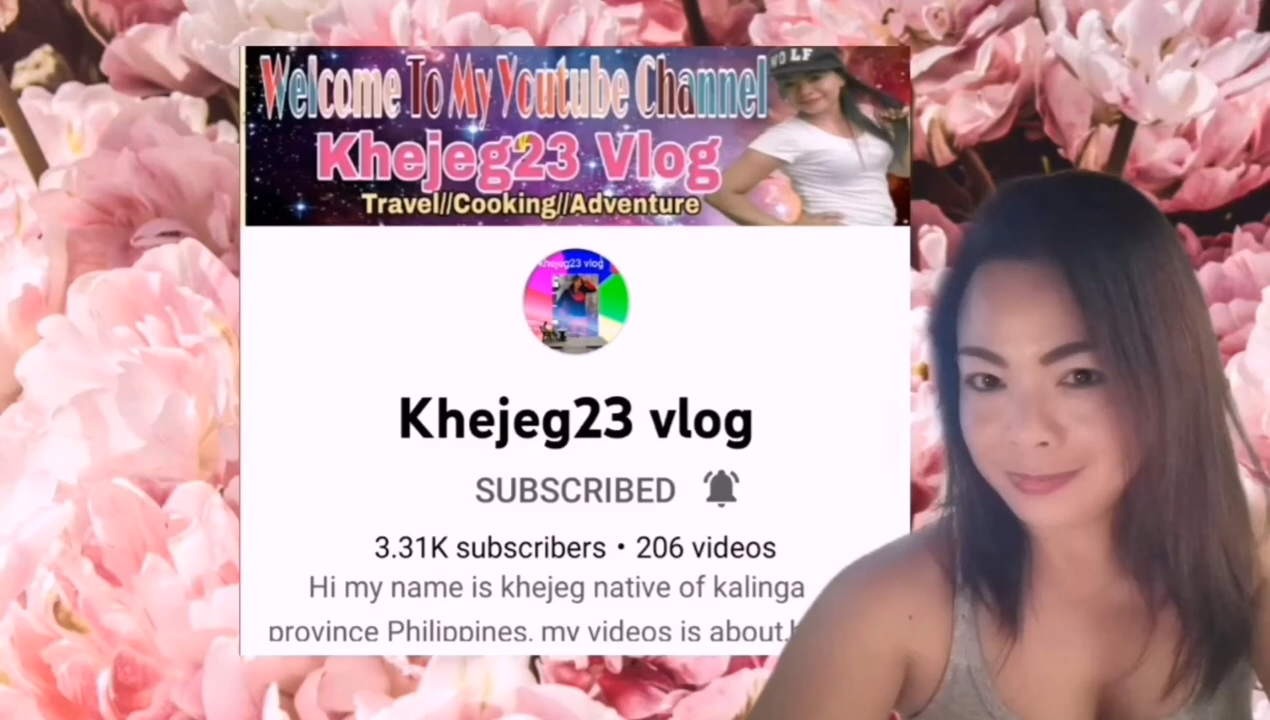 WOLF
Welcome To My Youtube Channel
Khejeg23 Vlog
Travel//Cooking//Adventure
Khejeg23 vlog
Khejeg23 vlog
SUBSCRIBED
3.31K subscribers • 206 videos
Hi my name is khejeg native of kalinga
province Philippines. my videos is about.